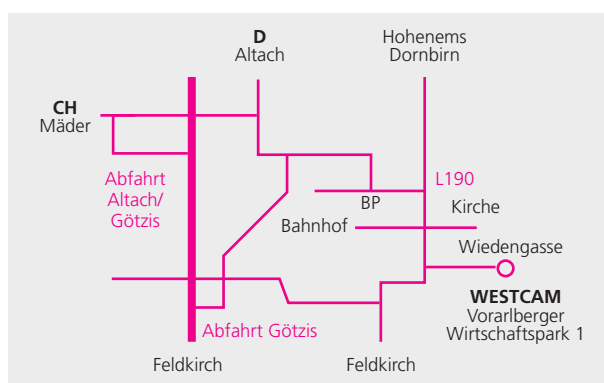 D
Altach
Hohenems
Dornbirn
CH
Mäder
Abfahrt
Altach/
Götzis
L190
BP
Kirche
Bahnhof
Wiedengasse
WESTCAM
Vorarlberger
Wirtschaftspark 1
Abfahrt Götzis
Feldkirch
Feldkirch